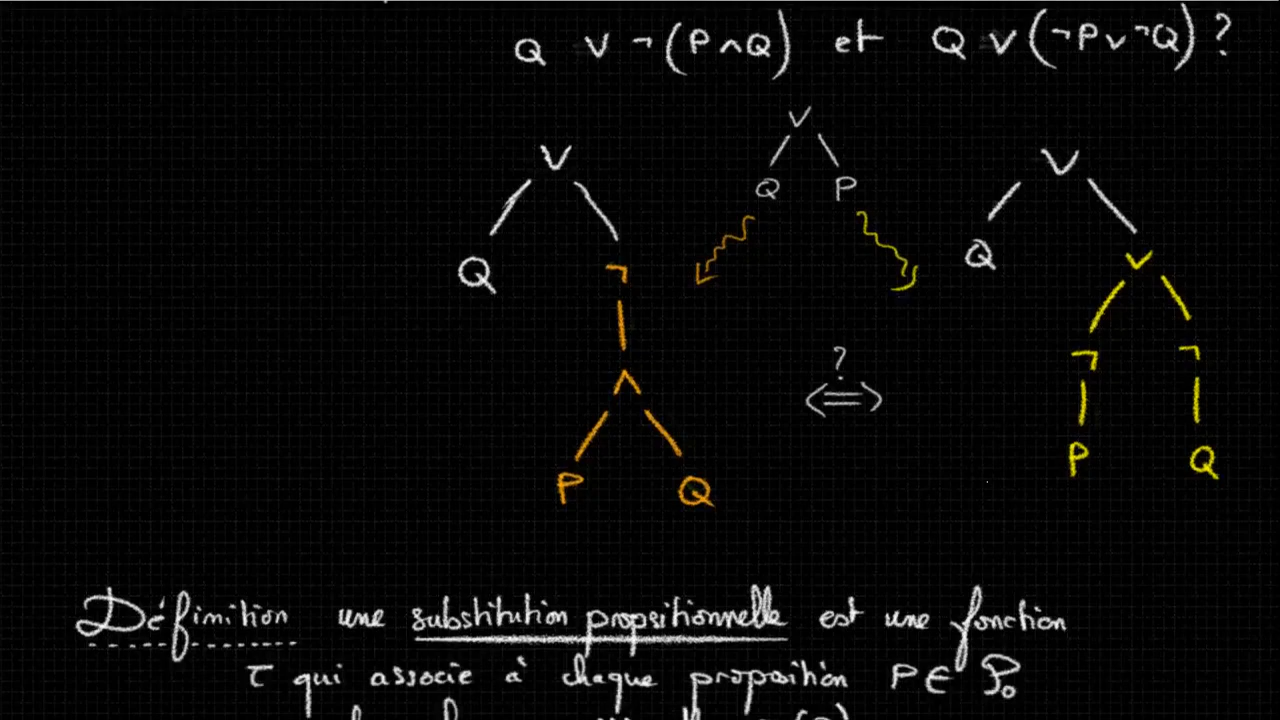 Q ∨ ¬(P∧Q) et Q ∨ (¬P∨¬Q) ?
∨ ∨ ∨
Q P
Q ¬ Q ∨
¬ ¬
∧ ?
⟺
P Q P Q
Définition une substitution propositionnelle est une fonction
τ qui associe à chaque proposition P ∈ P₀